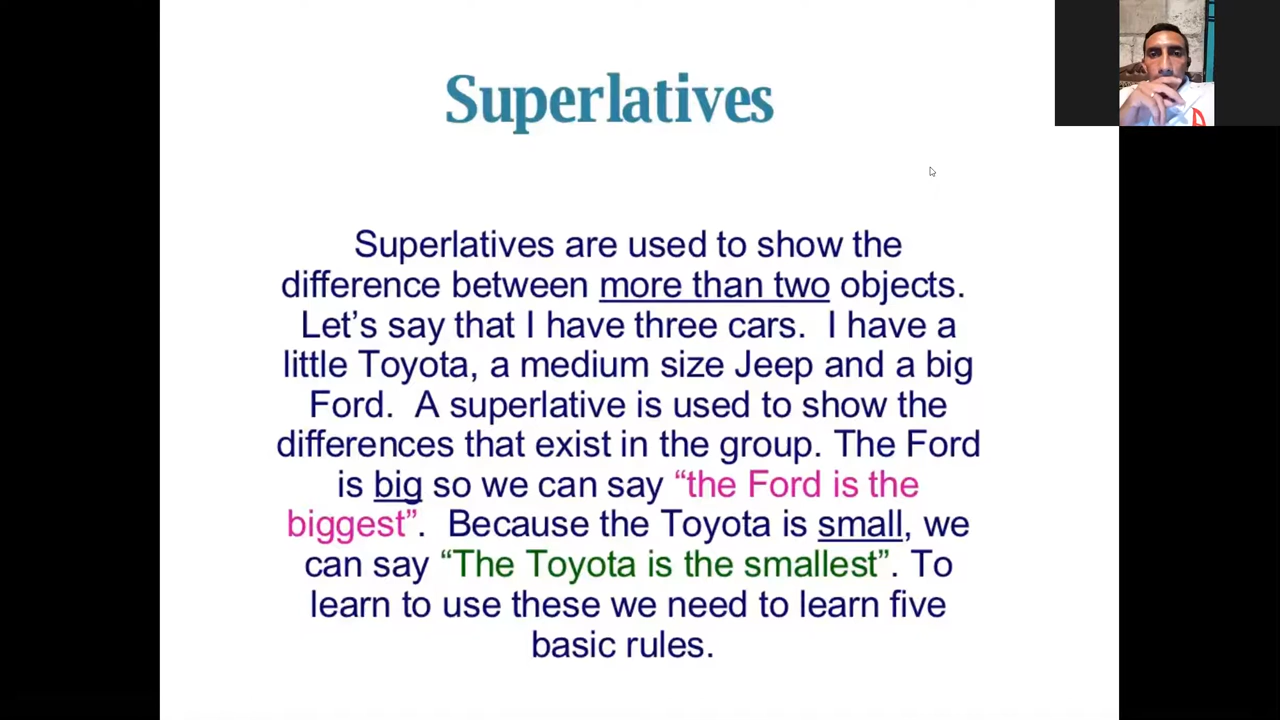 Superlatives
Superlatives are used to show the
difference between more than two objects.
Let’s say that I have three cars.  I have a
little Toyota, a medium size Jeep and a big
Ford.  A superlative is used to show the
differences that exist in the group. The Ford
is big so we can say “the Ford is the
biggest”.  Because the Toyota is small, we
can say “The Toyota is the smallest”. To
learn to use these we need to learn five
basic rules.